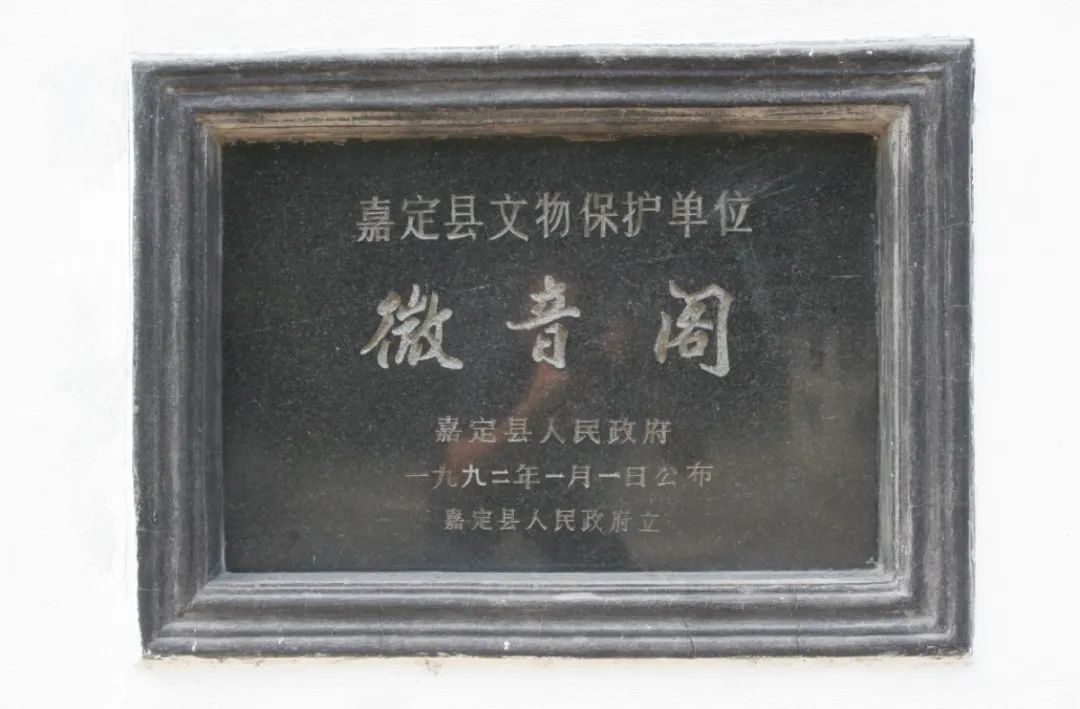 嘉定县文物保护单位
微音阁
嘉定县人民政府
一九九二年一月一日公布
嘉定县人民政府立